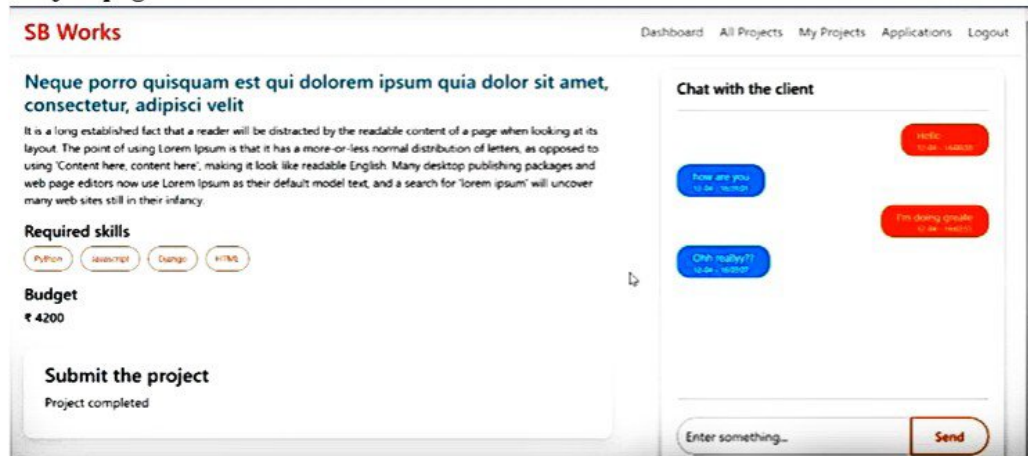 SB Works
Dashboard All Projects My Projects Applications Logout
Neque porro quisquam est qui dolorem ipsum quia dolor sit amet,
consectetur, adipisci velit
It is a long established fact that a reader will be distracted by the readable content of a page when looking at its
layout. The point of using Lorem Ipsum is that it has a more-or-less normal distribution of letters, as opposed to
using 'Content here, content here', making it look like readable English. Many desktop publishing packages and
web page editors now use Lorem Ipsum as their default model text, and a search for 'lorem ipsum' will uncover
many web sites still in their infancy.
Required skills
Python Javascript Django HTML
Budget
₹ 4200
Submit the project
Project completed
Chat with the client
Hello
how are you
I'm doing
Ohh reallyy??
Enter something...
Send